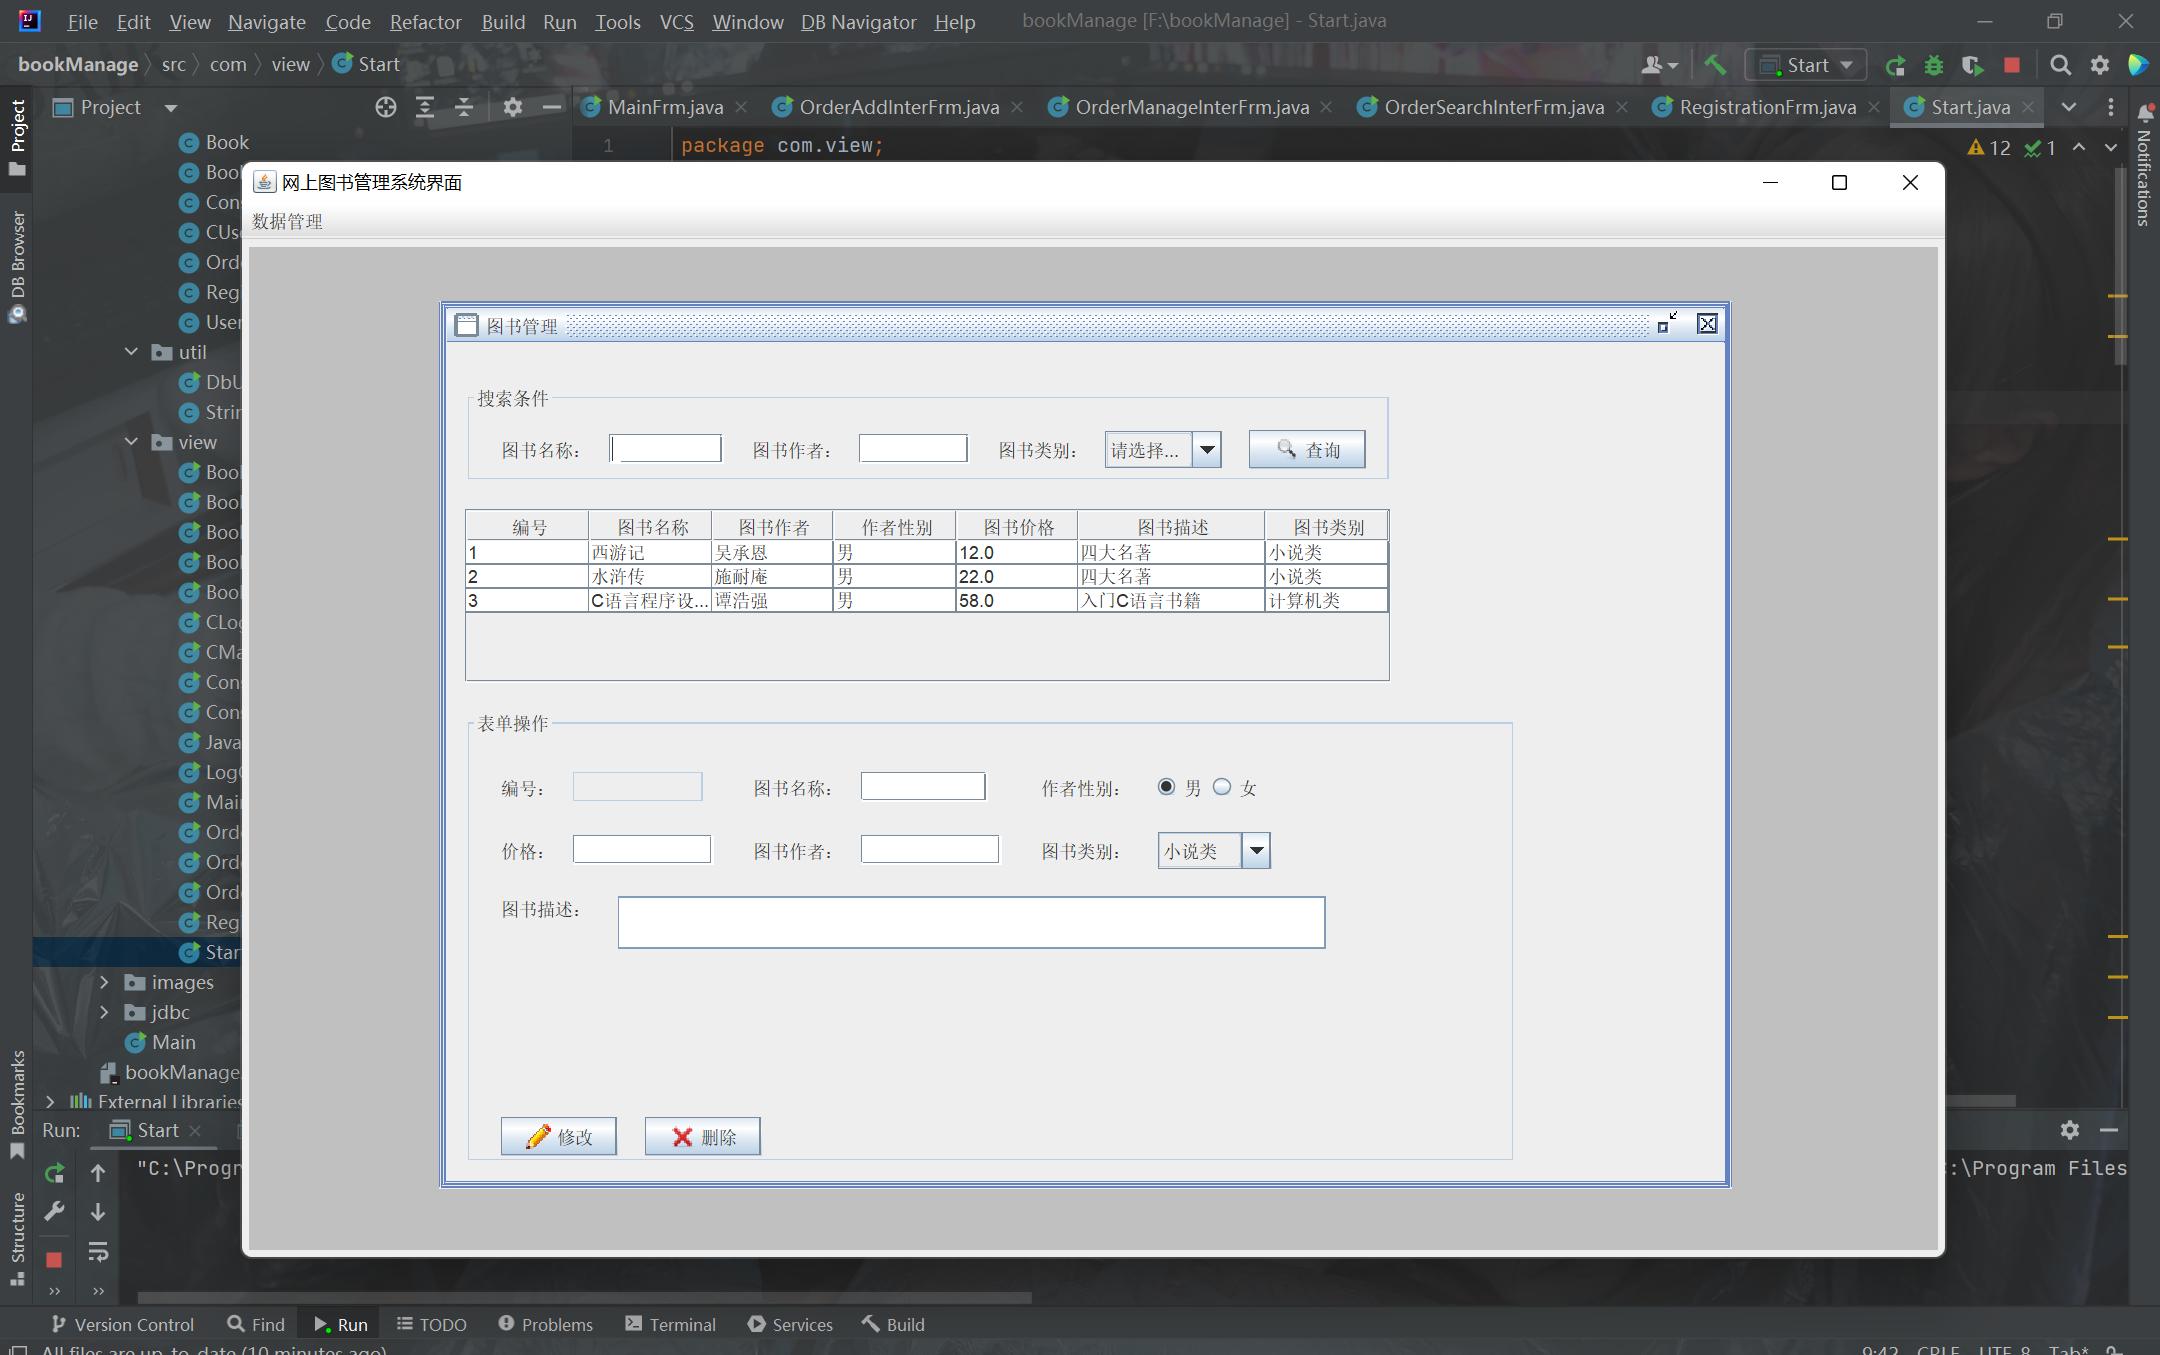 File Edit View Navigate Code Refactor Build Run Tools VCS Window DB Navigator Help bookManage [F:\bookManage] - Start.java
bookManage src com view Start
Start
Project
MainFrm.java OrderAddInterFrm.java OrderManageInterFrm.java OrderSearchInterFrm.java RegistrationFrm.java Start.java
Project
DB Browser
Bookmarks
Structure
Notifications
1 package com.view;
12 1
Book
Bool
Con
CUs
Ord
Reg
User
util
DbU
Strir
view
Bool
Bool
Bool
Bool
Bool
CLog
CMa
Con
Con
Java
Log
Mai
Ord
Ord
Ord
Reg
Star
images
jdbc
Main
bookManage.
External Libraries
网上图书管理系统界面
数据管理
图书管理
搜索条件
图书名称: 图书作者: 图书类别: 请选择... 查询
编号 图书名称 图书作者 作者性别 图书价格 图书描述 图书类别
1 西游记 吴承恩 男 12.0 四大名著 小说类
2 水浒传 施耐庵 男 22.0 四大名著 小说类
3 C语言程序设... 谭浩强 男 58.0 入门C语言书籍 计算机类
表单操作
编号: 图书名称: 作者性别: 男 女
价格: 图书作者: 图书类别: 小说类
图书描述:
修改 删除
Run: Start
"C:\Progr
:\Program Files
Version Control Find Run TODO Problems Terminal Services Build
All files are up-to-date (10 minutes ago)
9:42 CRLF UTF-8 Tab*